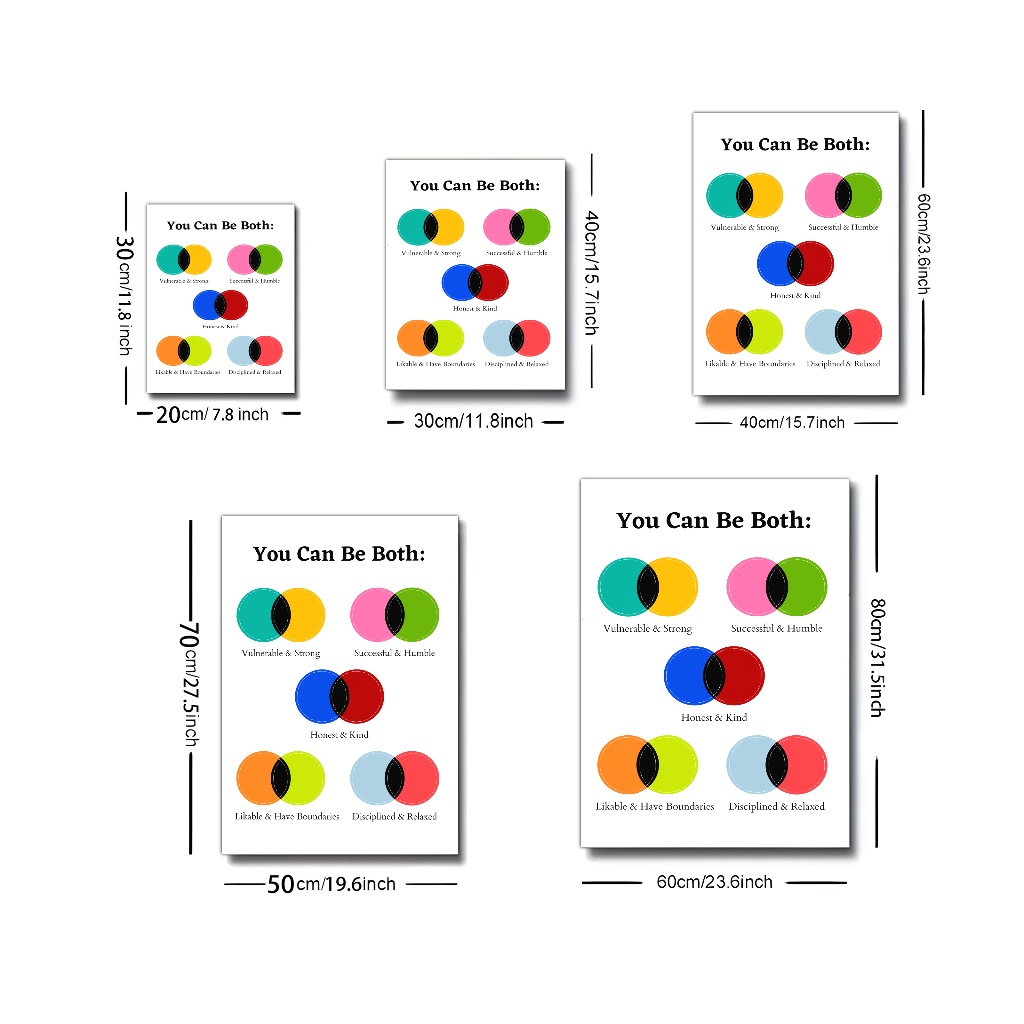 You Can Be Both:
Vulnerable & Strong
Successful & Humble
Honest & Kind
Likable & Have Boundaries
Disciplined & Relaxed
30cm/11.8 inch
20cm/ 7.8 inch
You Can Be Both:
Vulnerable & Strong
Successful & Humble
Honest & Kind
Likable & Have Boundaries
Disciplined & Relaxed
40cm/15.7inch
30cm/11.8inch
You Can Be Both:
Vulnerable & Strong
Successful & Humble
Honest & Kind
Likable & Have Boundaries
Disciplined & Relaxed
60cm/23.6inch
40cm/15.7inch
You Can Be Both:
Vulnerable & Strong
Successful & Humble
Honest & Kind
Likable & Have Boundaries
Disciplined & Relaxed
70cm/27.5inch
50cm/19.6inch
You Can Be Both:
Vulnerable & Strong
Successful & Humble
Honest & Kind
Likable & Have Boundaries
Disciplined & Relaxed
80cm/31.5inch
60cm/23.6inch